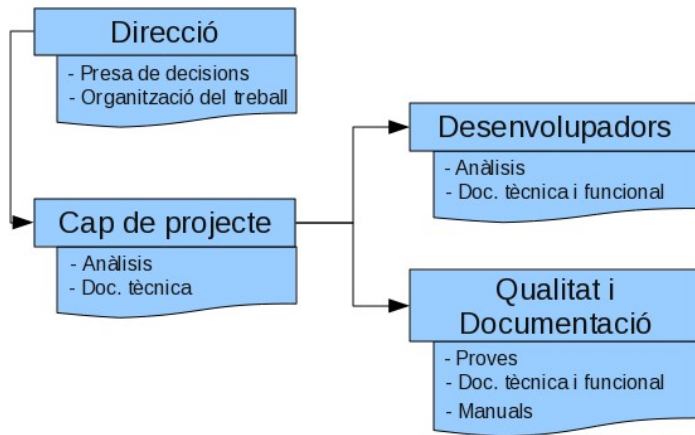 Direcció
- Presa de decisions
- Organització del treball
Cap de projecte
- Anàlisis
- Doc. tècnica
Desenvolupadors
- Anàlisis
- Doc. tècnica i funcional
Qualitat i
Documentació
- Proves
- Doc. tècnica i funcional
- Manuals